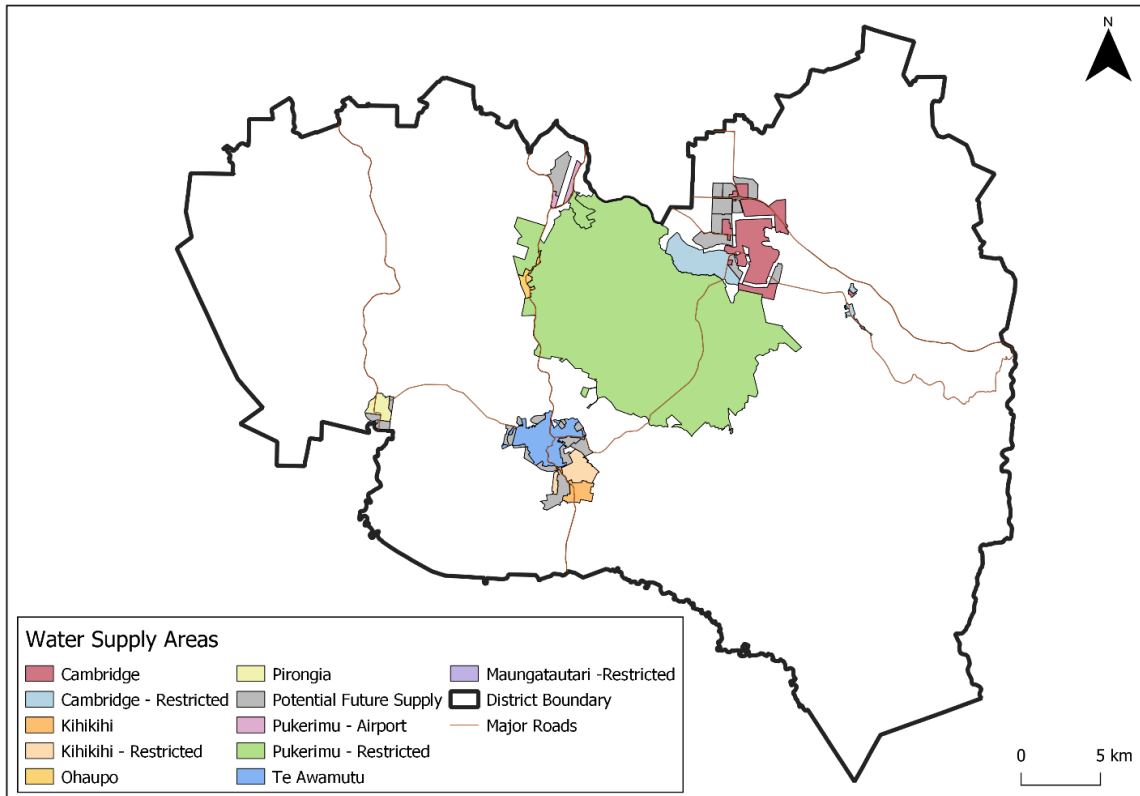 N
Water Supply Areas
Cambridge
Cambridge - Restricted
Kihikihi
Kihikihi - Restricted
Ohaupo
Pirongia
Potential Future Supply
Pukerimu - Airport
Pukerimu - Restricted
Te Awamutu
Maungatautari -Restricted
District Boundary
Major Roads
0 5 km